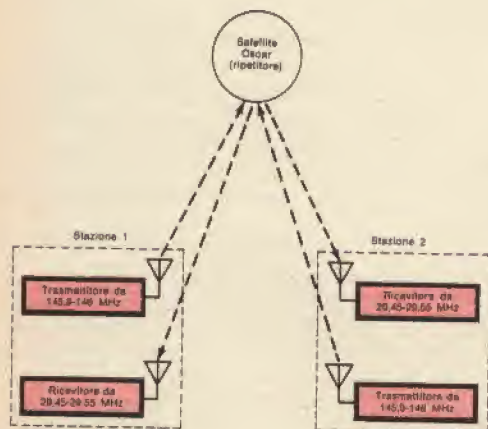 Satellite
Oscar
(ripetitore)
Stazione 1
Trasmettitore da
145,9-146 MHz
Ricevitore da
29,45-29,55 MHz
Stazione 2
Ricevitore da
29,45-29,55 MHz
Trasmettitore da
145,9-146 MHz